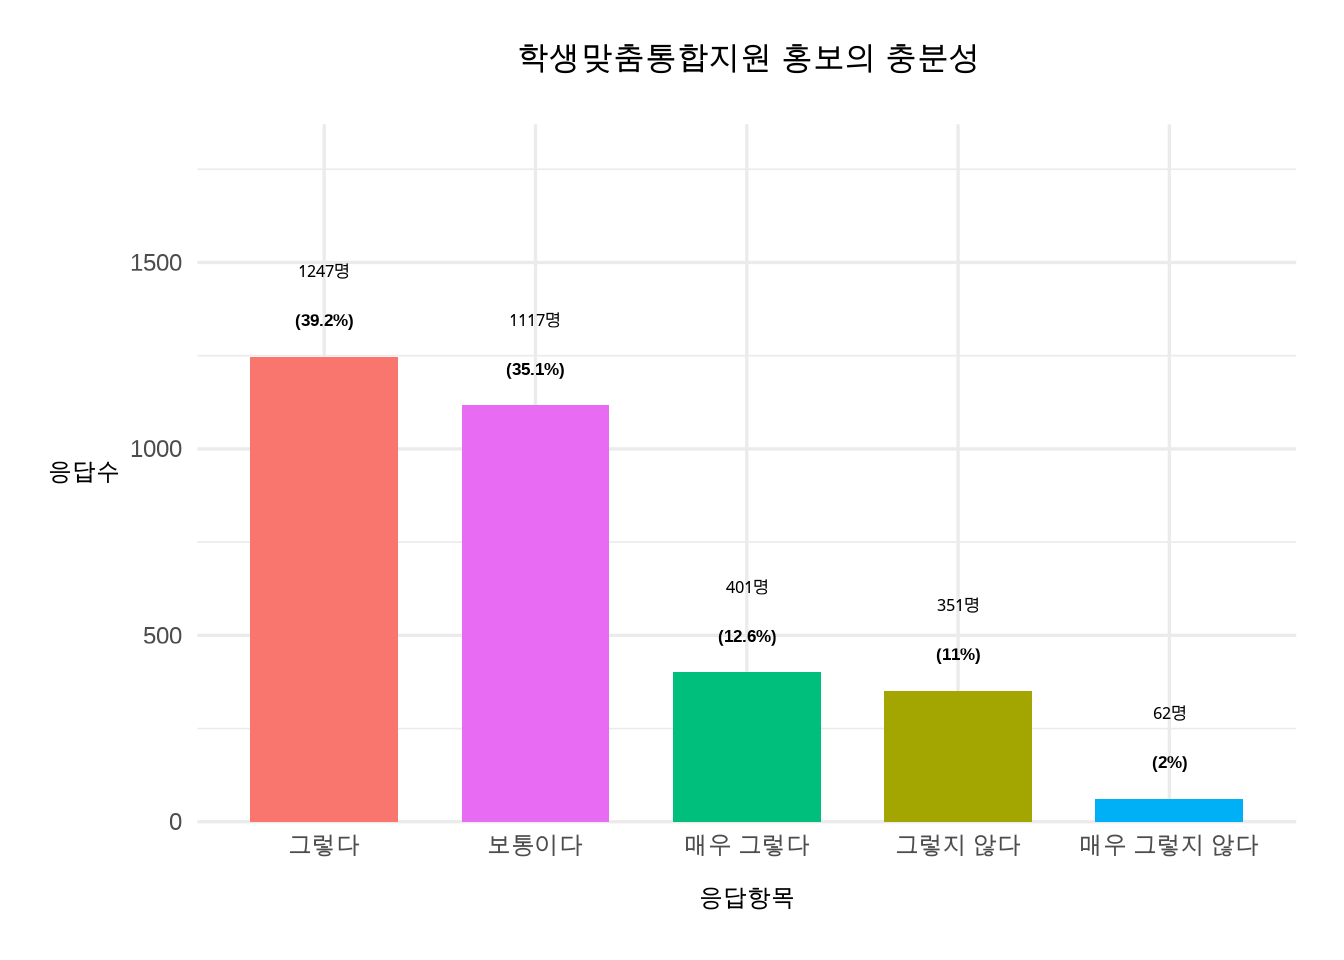 학생맞춤통합지원 홍보의 충분성
1500
1000
500
0
응답수
1247명
(39.2%)
1117명
(35.1%)
401명
(12.6%)
351명
(11%)
62명
(2%)
그렇다
보통이다
매우 그렇다
그렇지 않다
매우 그렇지 않다
응답항목